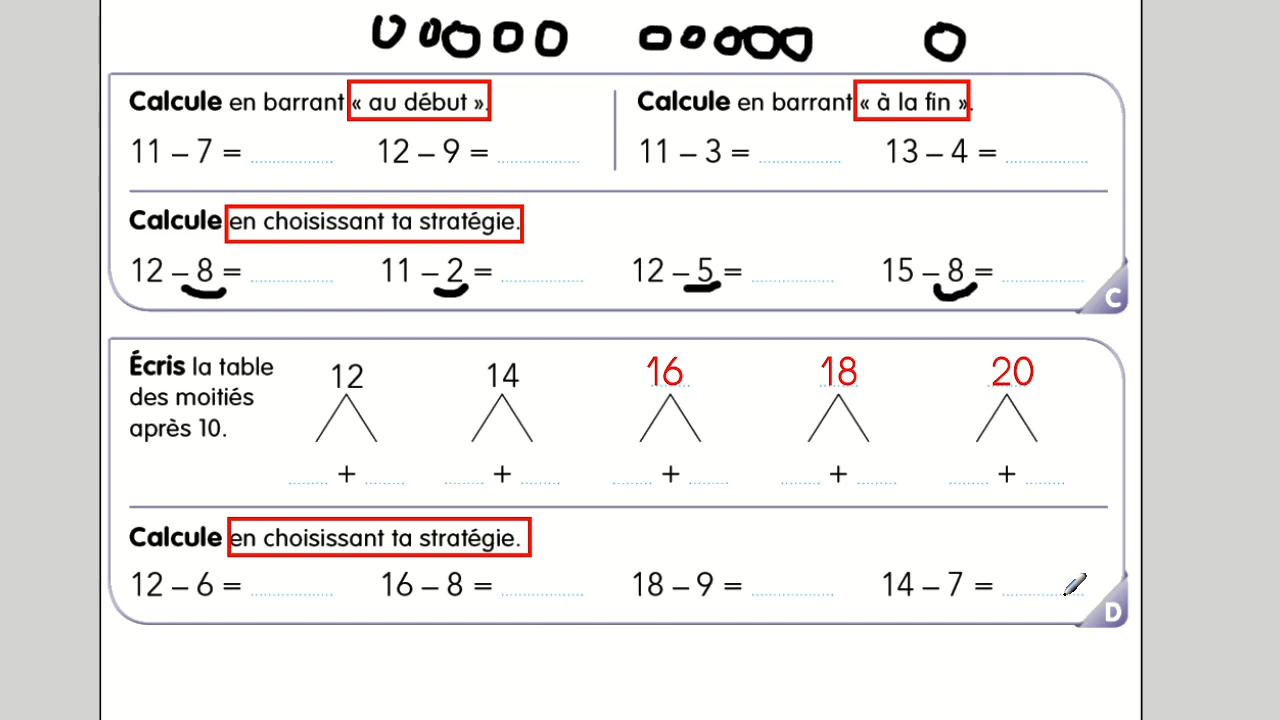 Calcule en barrant « au début ».
11 – 7 = ............ 12 – 9 = ............
Calcule en barrant « à la fin ».
11 – 3 = ............ 13 – 4 = ............
Calcule en choisissant ta stratégie.
12 – 8 = ............ 11 – 2 = ............ 12 – 5 = ............ 15 – 8 = ............
C
Écris la table
des moitiés
après 10.
12 14 16 18 20
...... + ...... ...... + ...... ...... + ...... ...... + ...... ...... + ......
Calcule en choisissant ta stratégie.
12 – 6 = ............ 16 – 8 = ............ 18 – 9 = ............ 14 – 7 = ............
D